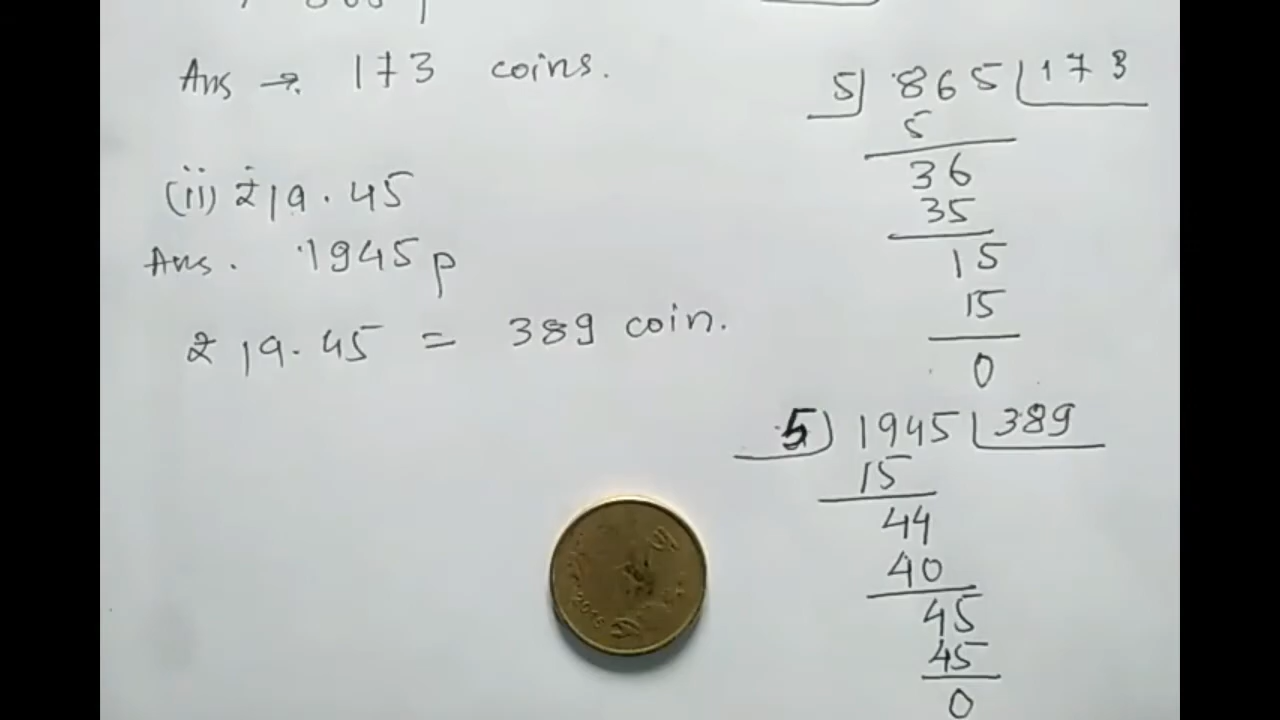 Ans → 173 coins.
(ii) ₹19.45
Ans. 1945p
₹ 19.45 = 389 coin.
5) 865 173
5
36
35
15
15
0
5) 1945 389
15
44
40
45
45
0